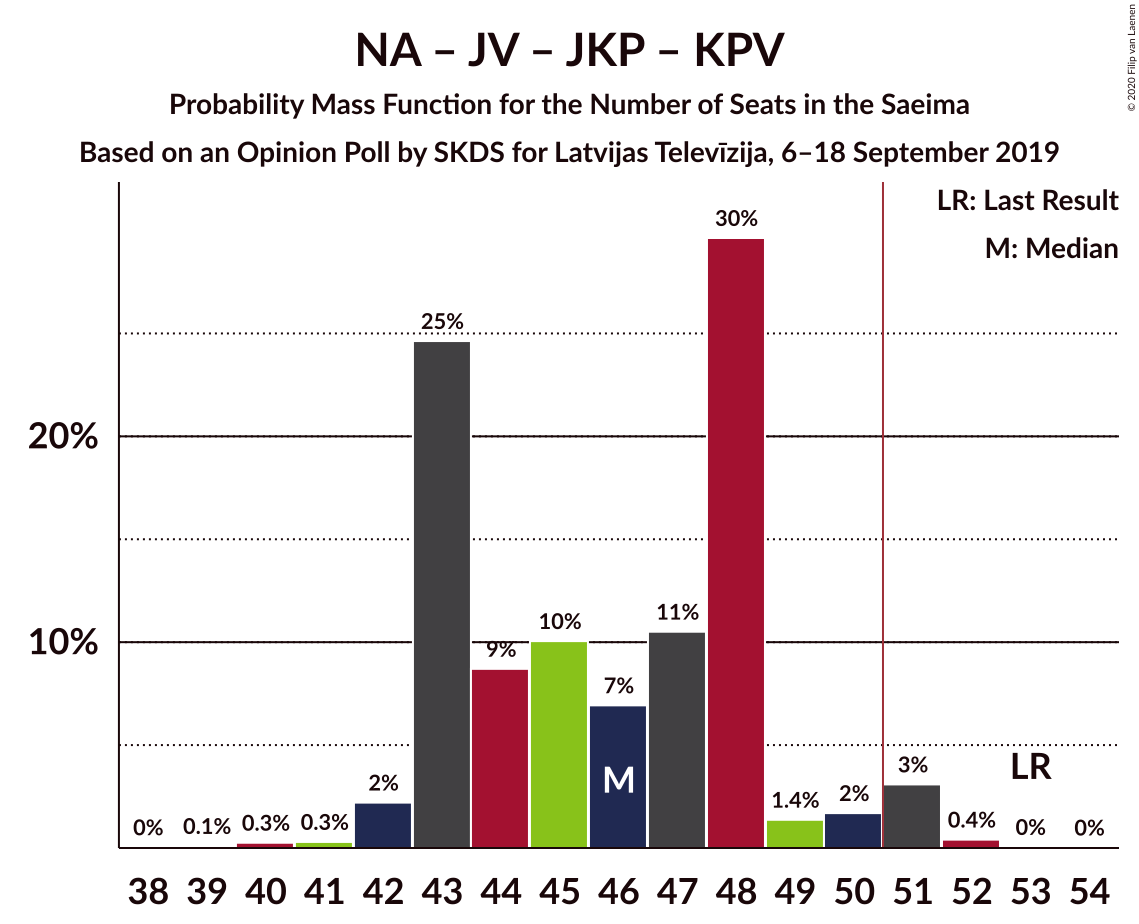 NA – JV – JKP – KPV
Probability Mass Function for the Number of Seats in the Saeima
Based on an Opinion Poll by SKDS for Latvijas Televīzija, 6–18 September 2019
© 2020 Filip van Laenen
LR: Last Result
M: Median
20%
10%
0%
0.1%
0.3%
0.3%
2%
25%
9%
10%
7%
11%
30%
1.4%
2%
3%
0.4%
0%
0%
M
LR
38 39 40 41 42 43 44 45 46 47 48 49 50 51 52 53 54